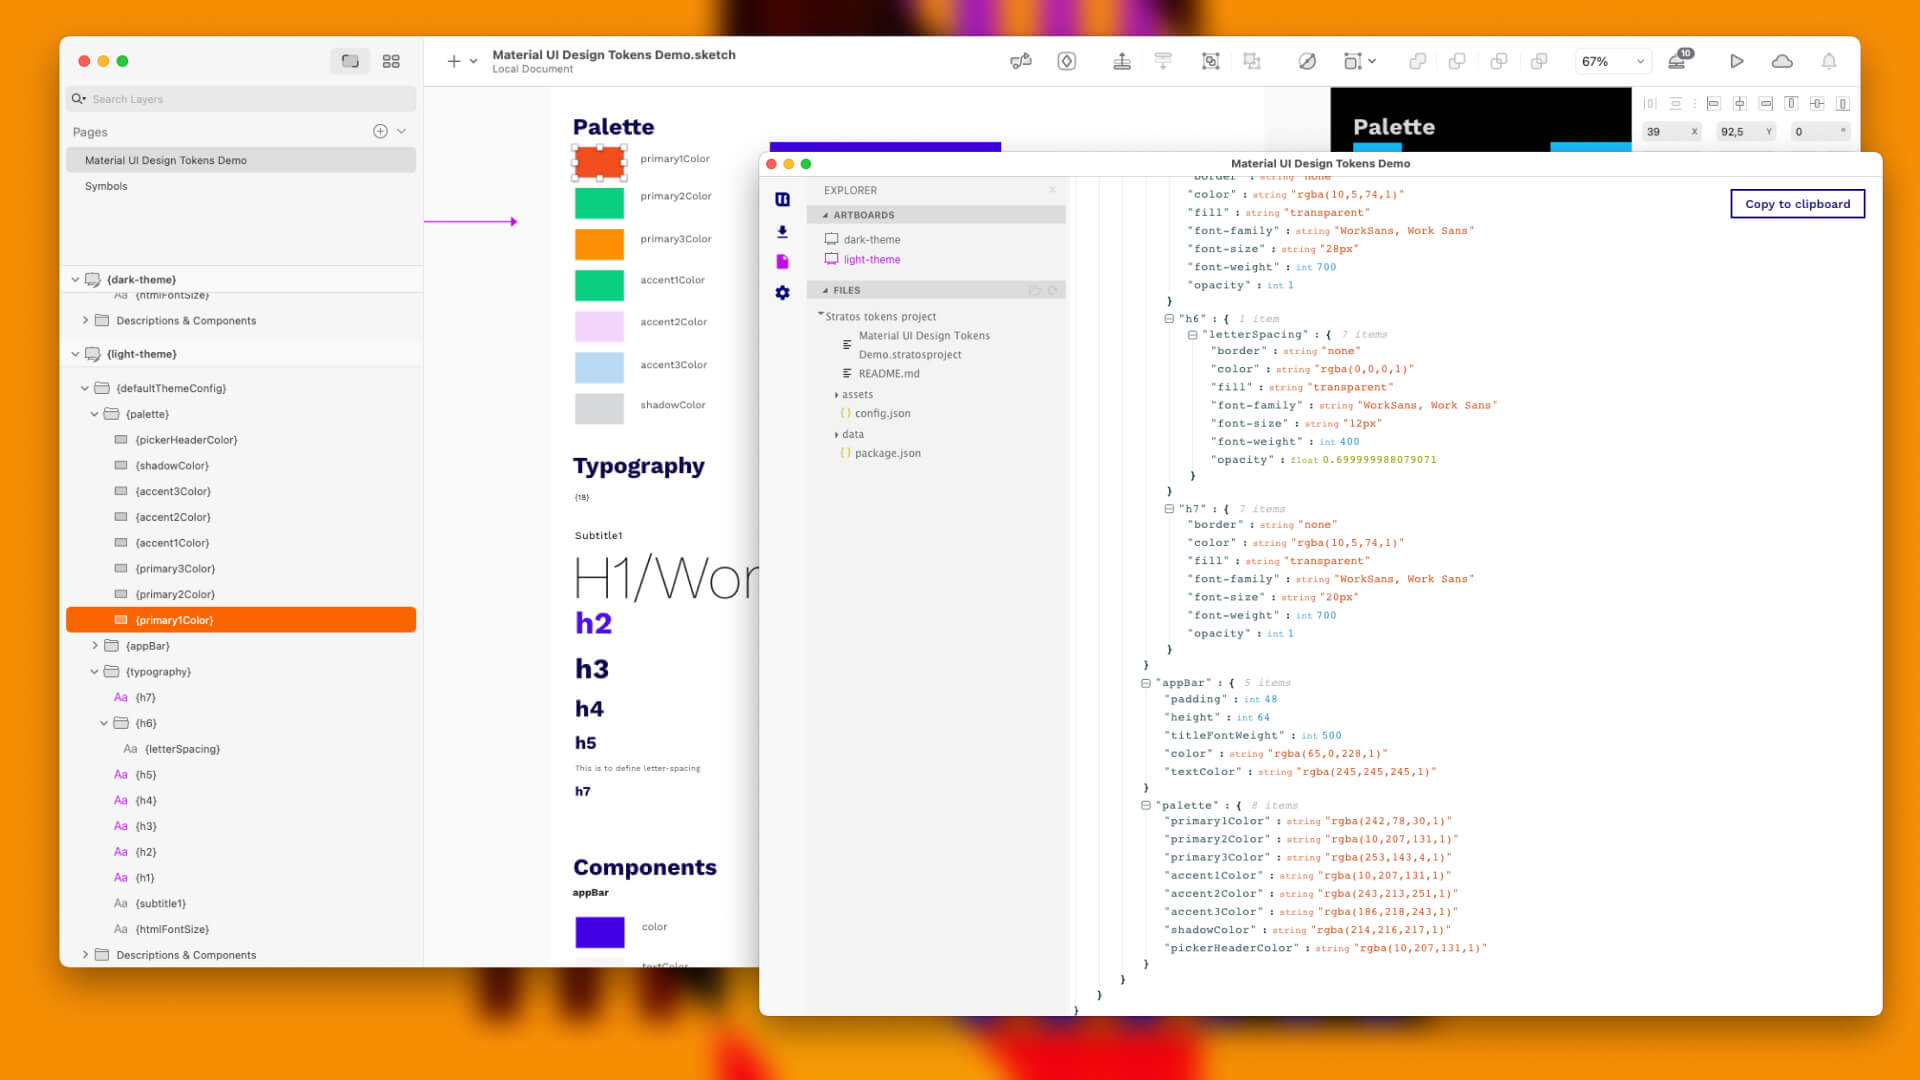 Material UI Design Tokens Demo.sketch
Local Document
67%
10
Search Layers
Pages
Material UI Design Tokens Demo
Symbols
{dark-theme}
{htmlFontSize}
Descriptions & Components
{light-theme}
{defaultThemeConfig}
{palette}
{pickerHeaderColor}
{shadowColor}
{accent3Color}
{accent2Color}
{accent1Color}
{primary3Color}
{primary2Color}
{primary1Color}
{appBar}
{typography}
{h7}
{h6}
{letterSpacing}
{h5}
{h4}
{h3}
{h2}
{h1}
{subtitle1}
{htmlFontSize}
Descriptions & Components
Palette
primary1Color
primary2Color
primary3Color
accent1Color
accent2Color
accent3Color
shadowColor
Typography
{18}
Subtitle1
H1/Wor
h2
h3
h4
h5
This is to define letter-spacing
h7
Components
appBar
color
textColor
Palette
39 X
92,5 Y
0 °
Material UI Design Tokens Demo
EXPLORER
ARTBOARDS
dark-theme
light-theme
FILES
Stratos tokens project
Material UI Design Tokens
Demo.stratosproject
README.md
assets
{} config.json
data
{} package.json
Copy to clipboard
"border" : string "none"
"color" : string "rgba(10,5,74,1)"
"fill" : string "transparent"
"font-family" : string "WorkSans, Work Sans"
"font-size" : string "28px"
"font-weight" : int 700
"opacity" : int 1
}
"h6" : { 1 item
"letterSpacing" : { 7 items
"border" : string "none"
"color" : string "rgba(0,0,0,1)"
"fill" : string "transparent"
"font-family" : string "WorkSans, Work Sans"
"font-size" : string "12px"
"font-weight" : int 400
"opacity" : float 0.699999988079071
}
}
"h7" : { 7 items
"border" : string "none"
"color" : string "rgba(10,5,74,1)"
"fill" : string "transparent"
"font-family" : string "WorkSans, Work Sans"
"font-size" : string "20px"
"font-weight" : int 700
"opacity" : int 1
}
}
"appBar" : { 5 items
"padding" : int 48
"height" : int 64
"titleFontWeight" : int 500
"color" : string "rgba(65,0,228,1)"
"textColor" : string "rgba(245,245,245,1)"
}
"palette" : { 8 items
"primary1Color" : string "rgba(242,78,30,1)"
"primary2Color" : string "rgba(10,207,131,1)"
"primary3Color" : string "rgba(253,143,4,1)"
"accent1Color" : string "rgba(10,207,131,1)"
"accent2Color" : string "rgba(243,213,251,1)"
"accent3Color" : string "rgba(186,218,243,1)"
"shadowColor" : string "rgba(214,216,217,1)"
"pickerHeaderColor" : string "rgba(10,207,131,1)"
}
}
}
}